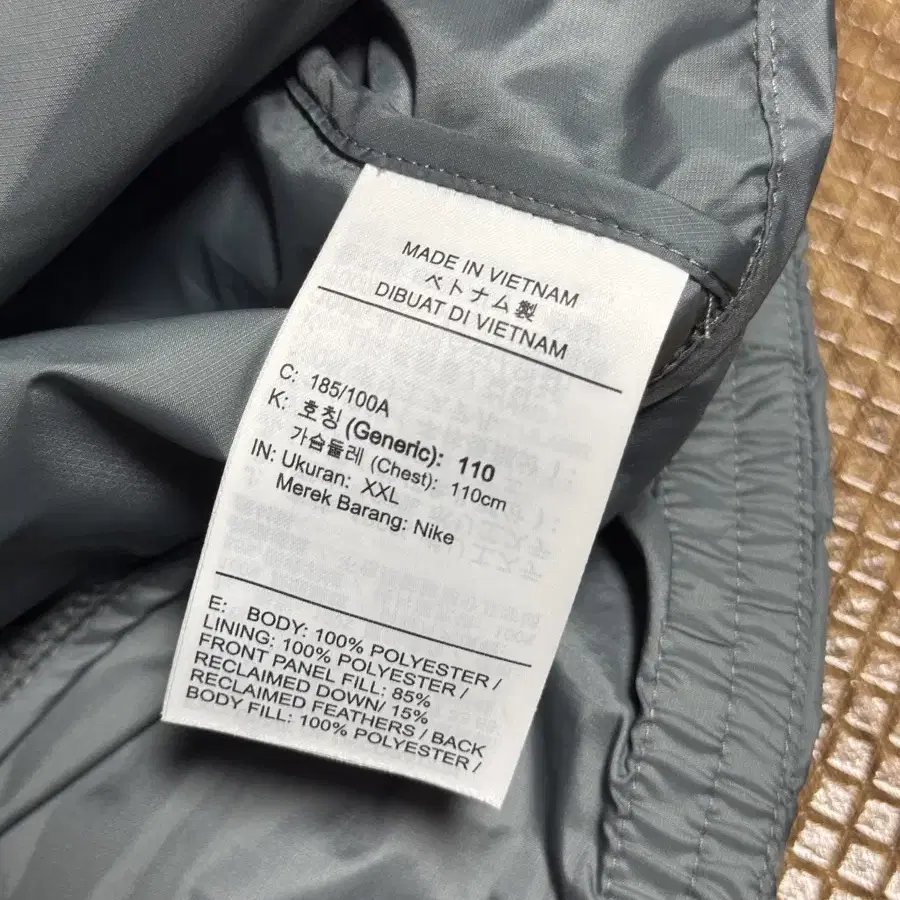 MADE IN VIETNAM
ベトナム製
DIBUAT DI VIETNAM
C: 185/100A
K: 호칭 (Generic): 110
가슴둘레 (Chest): 110cm
IN: Ukuran: XXL
Merek Barang: Nike
E: BODY: 100% POLYESTER /
LINING: 100% POLYESTER /
FRONT PANEL FILL: 85%
RECLAIMED DOWN/ 15%
RECLAIMED FEATHERS / BACK
BODY FILL: 100% POLYESTER /